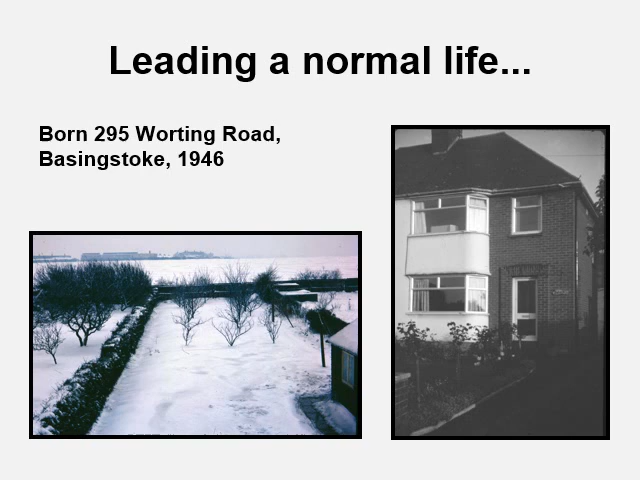 Leading a normal life...
Born 295 Worting Road,
Basingstoke, 1946